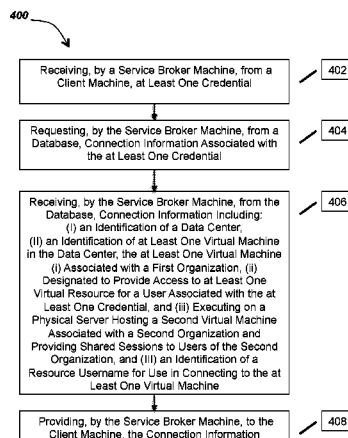 400
Receiving, by a Service Broker Machine, from a
Client Machine, at Least One Credential
402
Requesting, by the Service Broker Machine, from a
Database, Connection Information Associated with
the at Least One Credential
404
Receiving, by the Service Broker Machine, from the
Database, Connection Information Including:
(I) an Identification of a Data Center,
(II) an Identification of at Least One Virtual Machine
in the Data Center, the at Least One Virtual Machine
(i) Associated with a First Organization, (ii)
Designated to Provide Access to at Least One
Virtual Resource for a User Associated with the at
Least One Credential, and (iii) Executing on a
Physical Server Hosting a Second Virtual Machine
Associated with a Second Organization and
Providing Shared Sessions to Users of the Second
Organization, and (III) an Identification of a
Resource Username for Use in Connecting to the at
Least One Virtual Machine
406
Providing, by the Service Broker Machine, to the
Client Machine, the Connection Information
408